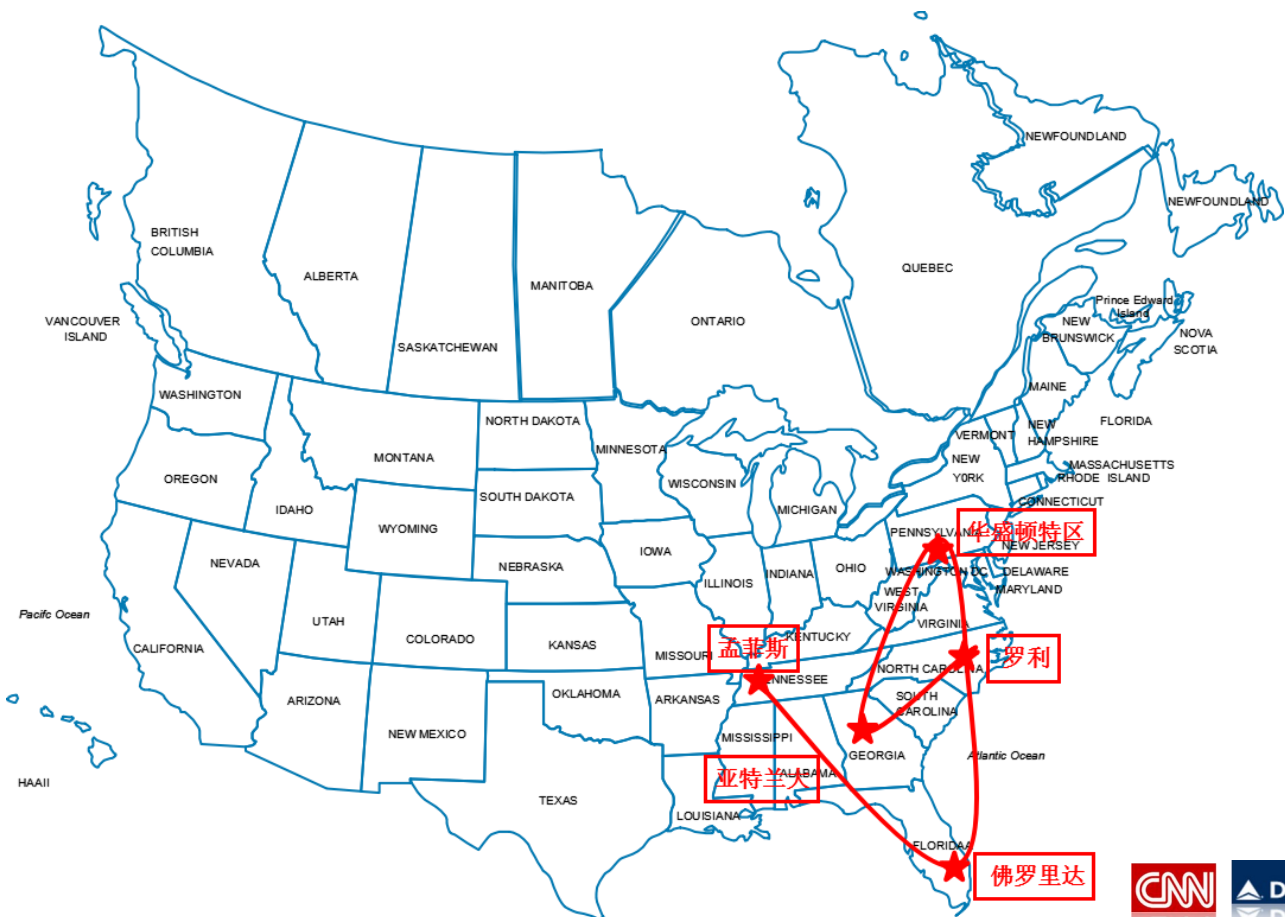 NEWFOUNDLAND
NEWFOUNDLAND
BRITISH
COLUMBIA
ALBERTA
MANITOBA
QUEBEC
SASKATCHEWAN
ONTARIO
VANCOUVER
ISLAND
Prince Edward
Island
NEW
BRUNSWICK
NOVA
SCOTIA
WASHINGTON
MAINE
NORTH DAKOTA
MINNESOTA
MONTANA
FLORIDA
VERMONT
NEW
HAMPSHIRE
OREGON
IDAHO
WYOMING
SOUTH DAKOTA
WISCONSIN
MICHIGAN
NEW
Y0RK
MASSACHUSETTS
RHODE ISLAND
CONNECTICUT
PENNSYLVANIA
华盛顿特区
NEW JERSEY
NEVADA
NEBRASKA
IOWA
ILLINOIS
INDIANA
OHIO
WASHINGTON DC
DELAWARE
MARYLAND
WEST
VIRGINIA
VIRGINIA
Pacifc Ocean
CALIFORNIA
UTAH
COLORADO
KANSAS
MISSOURI
KENTUCKY
孟菲斯
罗利
NORTH CAROLINA
TENNESSEE
ARIZONA
NEW MEXICO
OKLAHOMA
ARKANSAS
SOUTH
CAROLINA
MISSISSIPPI
GEORGIA
Atlantic Ocean
亚特兰大
ALABAMA
HAAII
TEXAS
LOUISIANA
FLORIDAA
佛罗里达
CNN
D